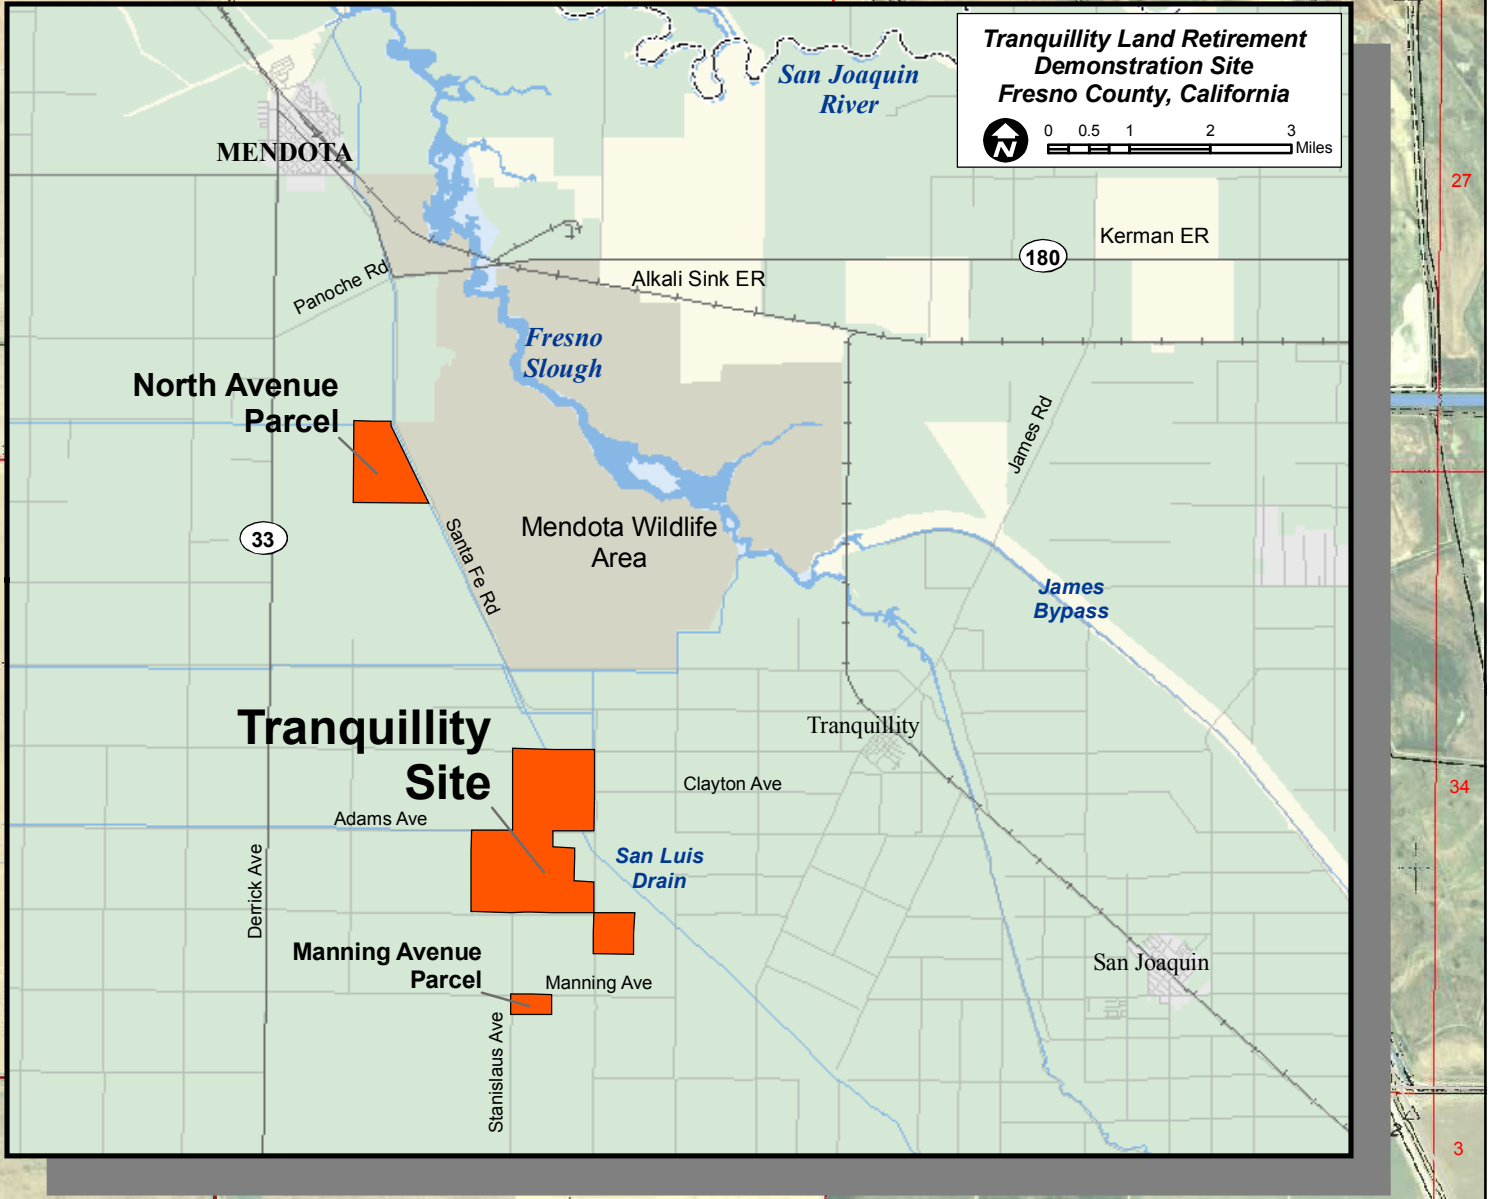 Tranquillity Land Retirement
Demonstration Site
Fresno County, California
N
0 0.5 1 2 3
Miles
San Joaquin
River
MENDOTA
27
Kerman ER
180
Panoche Rd
Alkali Sink ER
Fresno
Slough
North Avenue
Parcel
James Rd
33
Santa Fe Rd
Mendota Wildlife
Area
James
Bypass
Tranquillity
Site
Tranquillity
Clayton Ave
34
Adams Ave
San Luis
Drain
Derrick Ave
Manning Avenue
Parcel
Manning Ave
San Joaquin
Stanislaus Ave
3